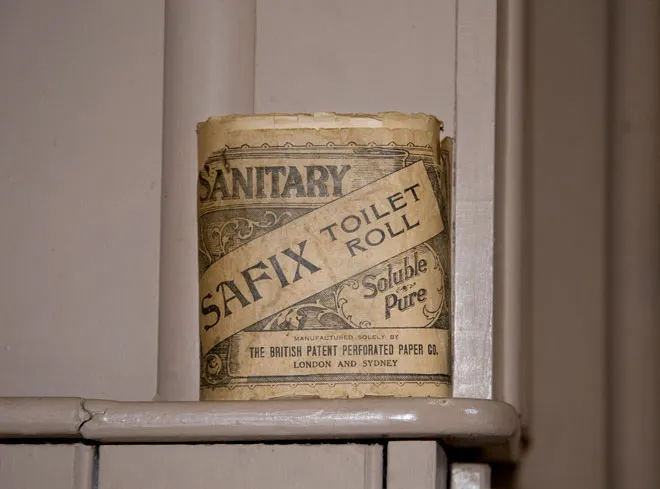 SANITARY
SAFIX TOILET
ROLL
Soluble
Pure
MANUFACTURED SOLELY BY
THE BRITISH PATENT PERFORATED PAPER CO.
LONDON AND SYDNEY